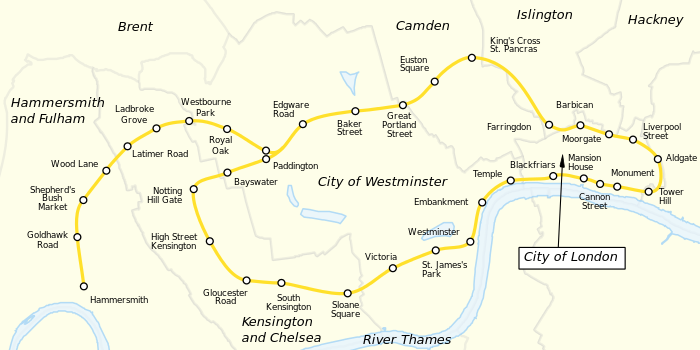 Brent
Camden
Islington
Hackney
Hammersmith
and Fulham
King's Cross
St. Pancras
Euston
Square
Westbourne
Park
Ladbroke
Grove
Edgware
Road
Baker
Street
Great
Portland
Street
Barbican
Farringdon
Moorgate
Liverpool
Street
Royal
Oak
Latimer Road
Wood Lane
Paddington
Aldgate
Blackfriars
Mansion
House
Monument
Temple
Bayswater
City of Westminster
Shepherd's
Bush
Market
Notting
Hill Gate
Cannon
Street
Tower
Hill
Embankment
Goldhawk
Road
High Street
Kensington
Westminster
Victoria
St. James's
Park
City of London
Hammersmith
Gloucester
Road
South
Kensington
Sloane
Square
Kensington
and Chelsea
River Thames